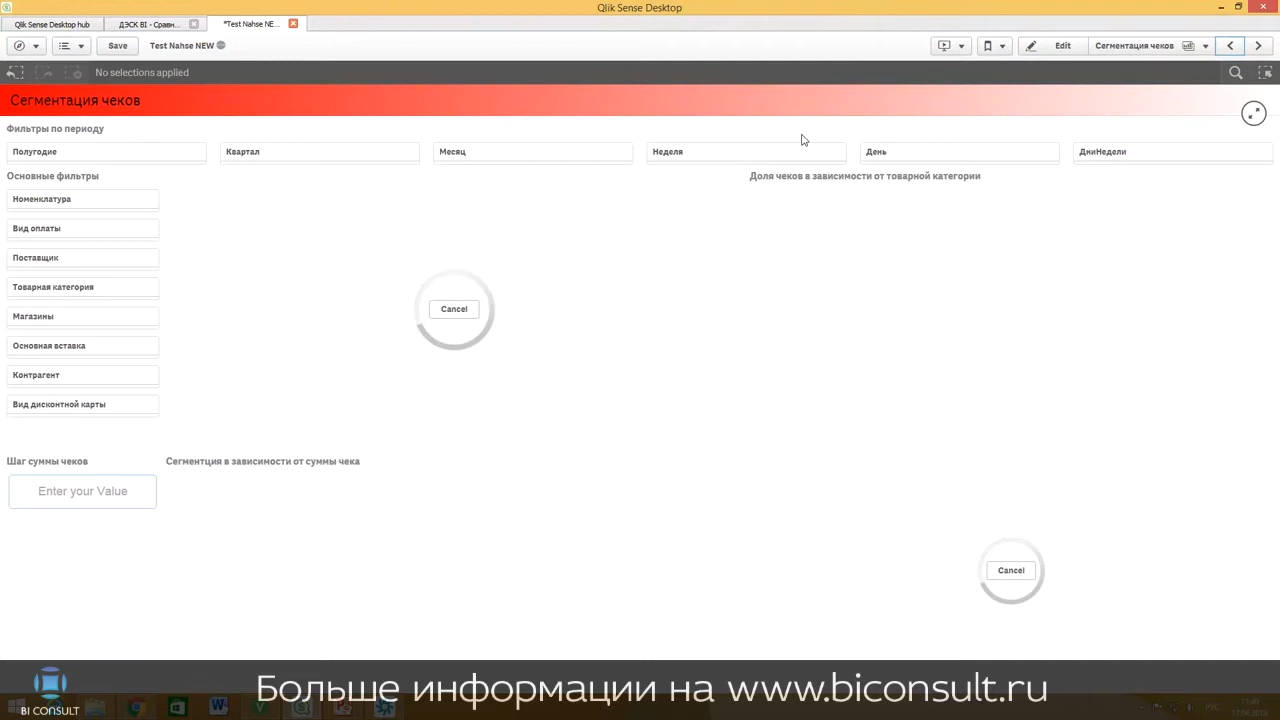 Qlik Sense Desktop
Qlik Sense Desktop hub
ДЭСК BI - Сравн...
*Test Nahse NE...
Save
Test Nahse NEW
Edit
Сегментация чеков
No selections applied
Сегментация чеков
Фильтры по периоду
Полугодие
Квартал
Месяц
Неделя
День
ДниНедели
Основные фильтры
Доля чеков в зависимости от товарной категории
Номенклатура
Вид оплаты
Поставщик
Товарная категория
Магазины
Основная вставка
Контрагент
Вид дисконтной карты
Cancel
Шаг суммы чеков
Сегментция в зависимости от суммы чека
Enter your Value
Cancel
Больше информации на www.biconsult.ru
BI CONSULT
РУС